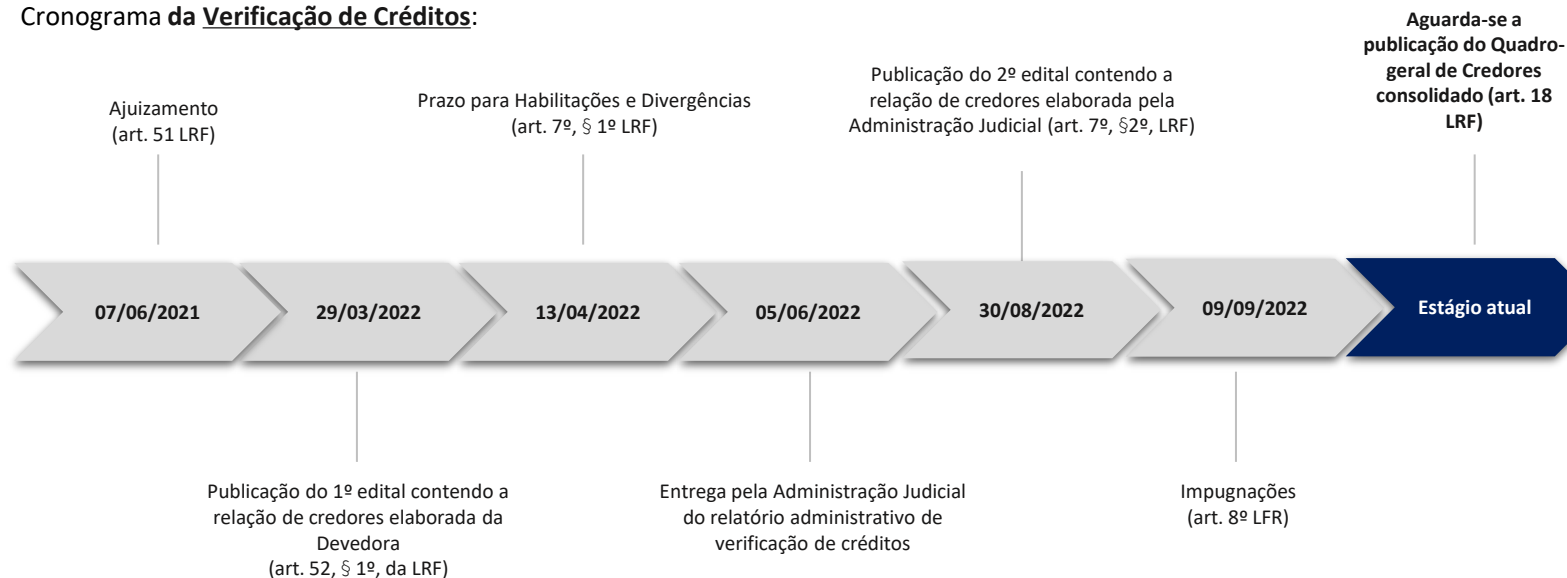 Cronograma da Verificação de Créditos:
Ajuizamento
(art. 51 LRF)
Prazo para Habilitações e Divergências
(art. 7º, § 1º LRF)
Publicação do 2º edital contendo a
relação de credores elaborada pela
Administração Judicial (art. 7º, §2º, LRF)
Aguarda-se a
publicação do Quadro-
geral de Credores
consolidado (art. 18
LRF)
07/06/2021
29/03/2022
13/04/2022
05/06/2022
30/08/2022
09/09/2022
Estágio atual
Publicação do 1º edital contendo a
relação de credores elaborada da
Devedora
(art. 52, § 1º, da LRF)
Entrega pela Administração Judicial
do relatório administrativo de
verificação de créditos
Impugnações
(art. 8º LFR)